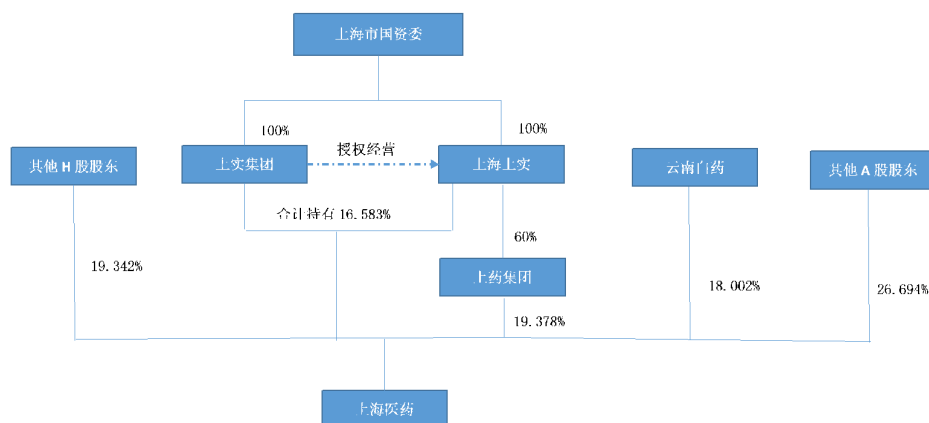 上海市国资委
100%
100%
授权经营
其他 H 股股东
上实集团
上海上实
云南白药
其他 A 股股东
合计持有 16.583%
60%
19.342%
上药集团
18.002%
26.694%
19.378%
上海医药